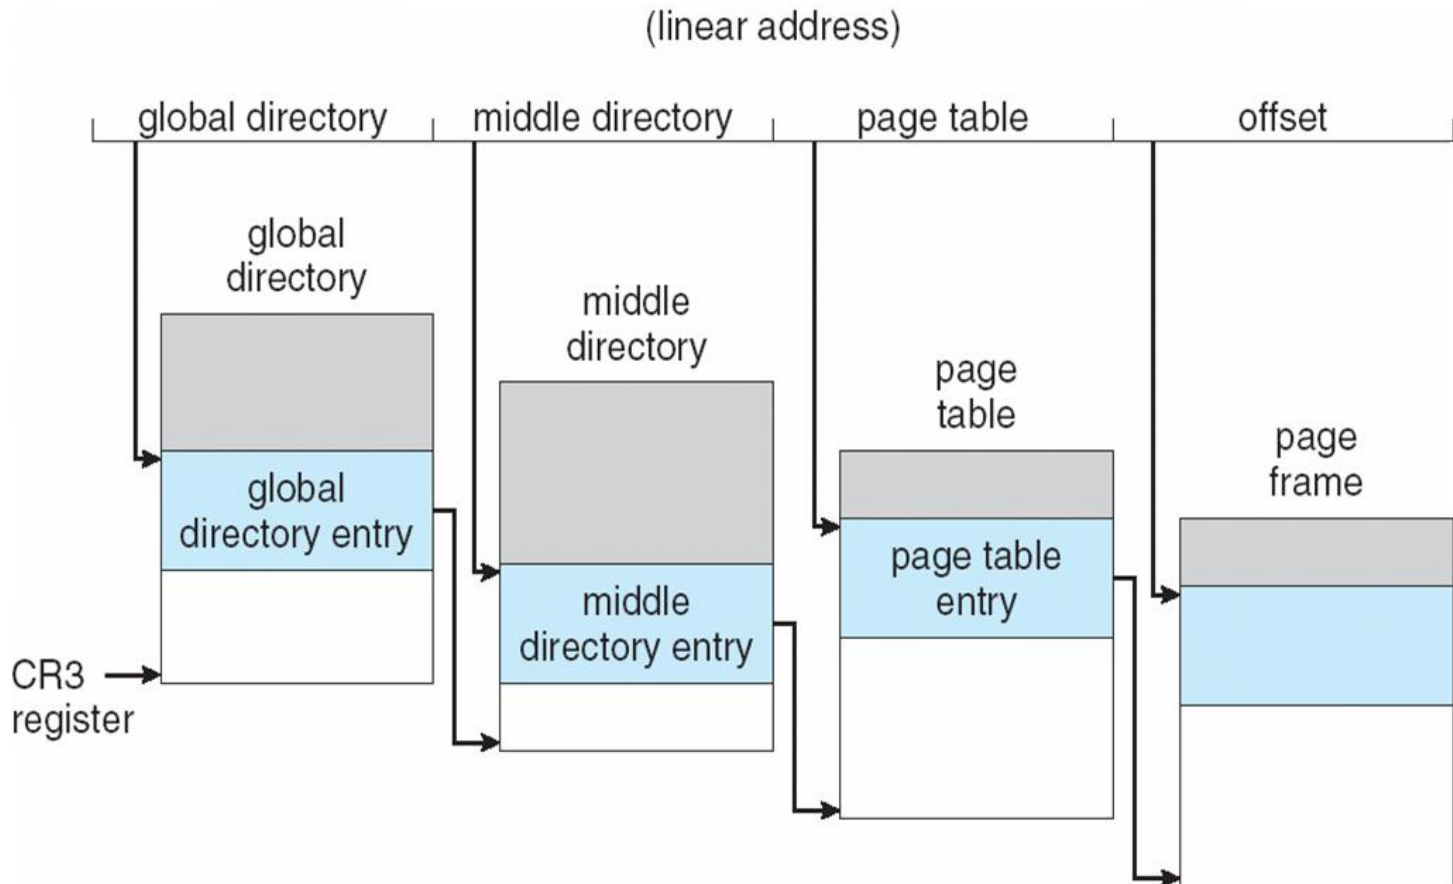 (linear address)
global directory
middle directory
page table
offset
global
directory
middle
directory
page
table
page
frame
global
directory entry
middle
directory entry
page table
entry
CR3
register